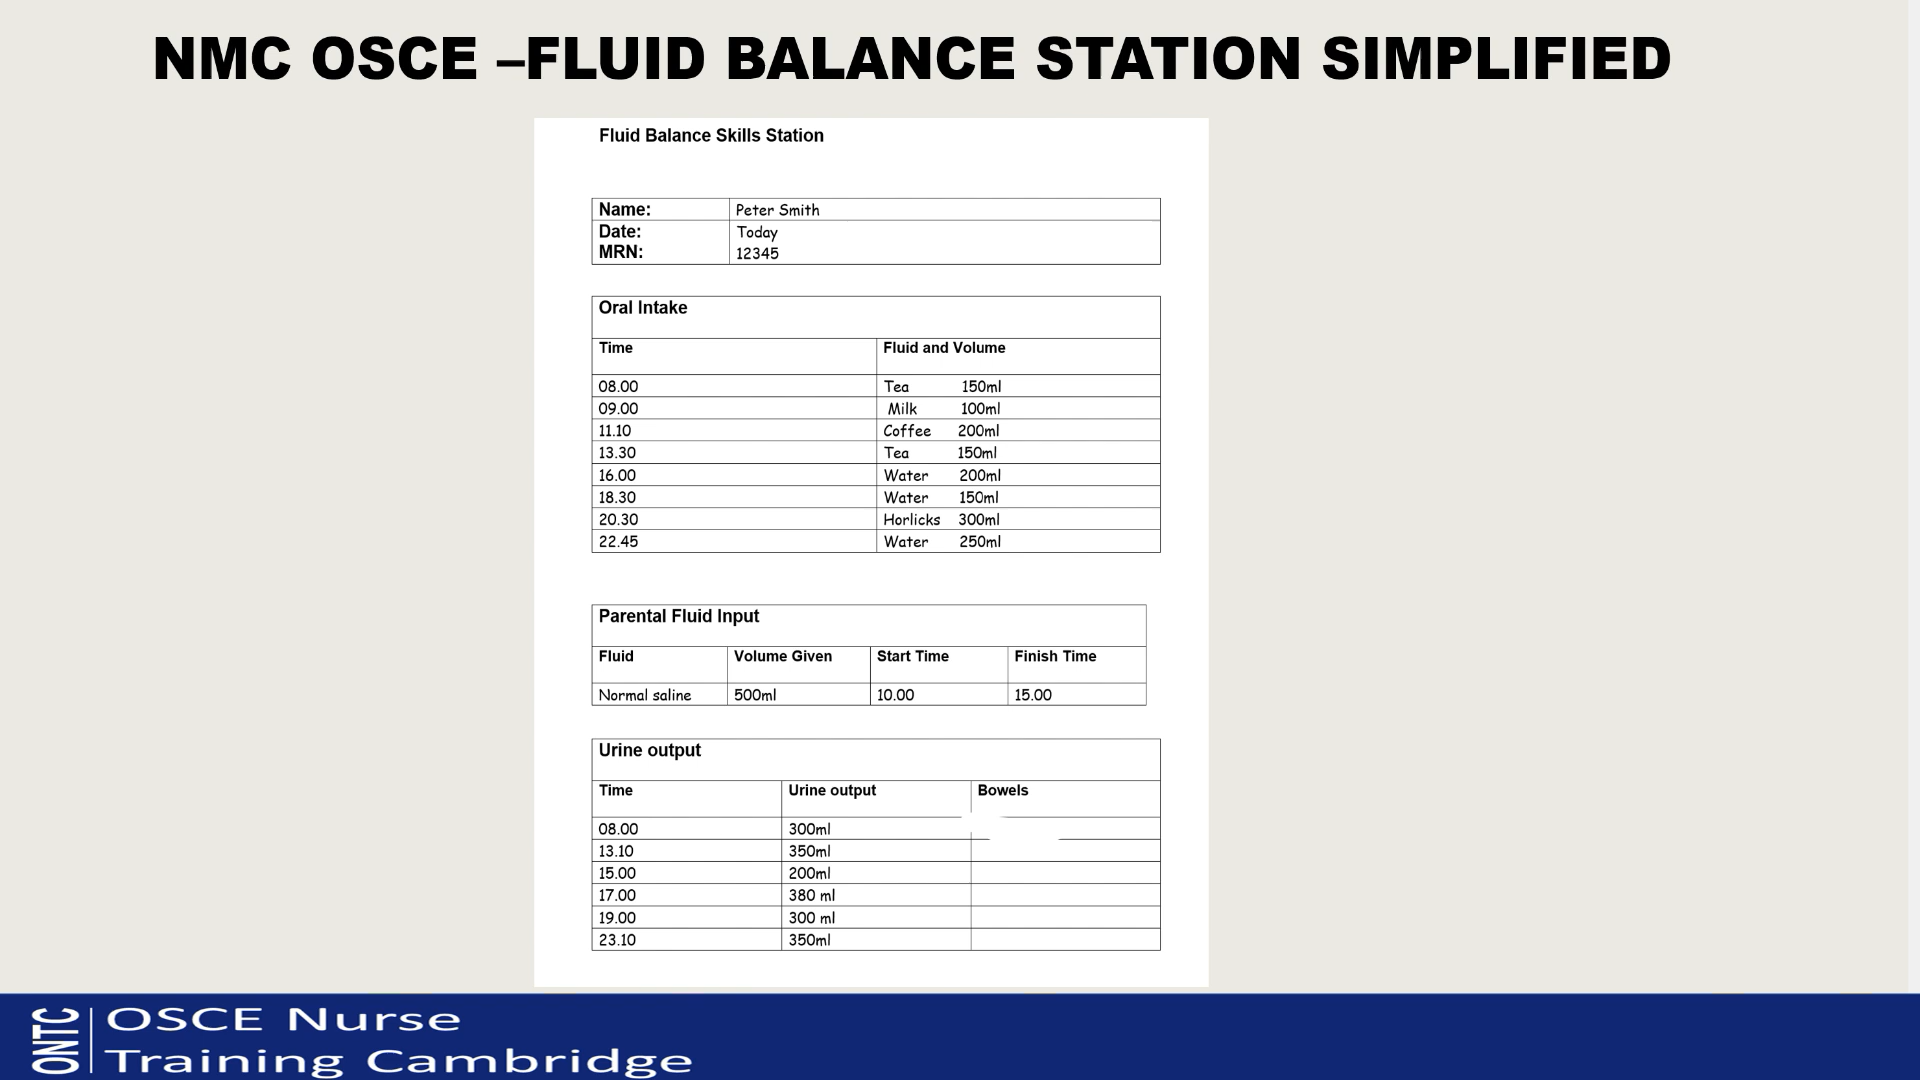 NMC OSCE –FLUID BALANCE STATION SIMPLIFIED
Fluid Balance Skills Station
Name: Peter Smith
Date: Today
MRN: 12345
Oral Intake
Time Fluid and Volume
08.00 Tea 150ml
09.00 Milk 100ml
11.10 Coffee 200ml
13.30 Tea 150ml
16.00 Water 200ml
18.30 Water 150ml
20.30 Horlicks 300ml
22.45 Water 250ml
Parental Fluid Input
Fluid Volume Given Start Time Finish Time
Normal saline 500ml 10.00 15.00
Urine output
Time Urine output Bowels
08.00 300ml
13.10 350ml
15.00 200ml
17.00 380 ml
19.00 300 ml
23.10 350ml
ONTC
OSCE Nurse
Training Cambridge